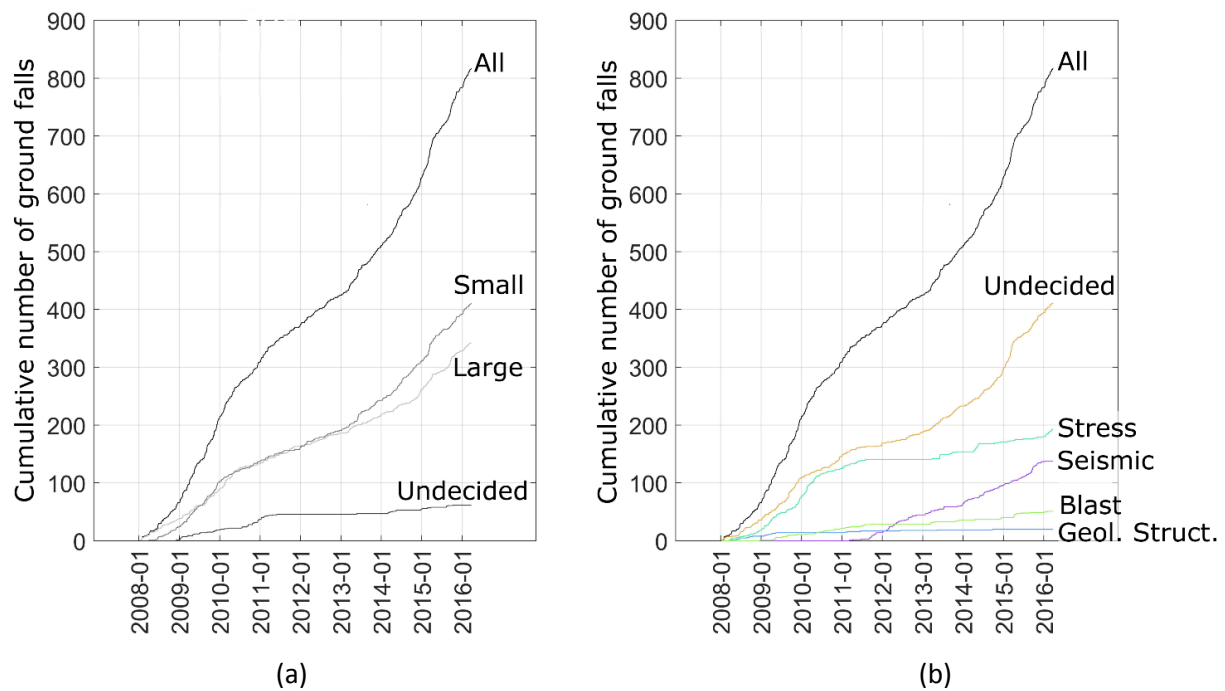 900
800
700
600
500
400
300
200
100
0
Cumulative number of ground falls
All
Small
Large
Undecided
2008-01
2009-01
2010-01
2011-01
2012-01
2013-01
2014-01
2015-01
2016-01
(a)
900
800
700
600
500
400
300
200
100
0
Cumulative number of ground falls
All
Undecided
Stress
Seismic
Blast
Geol. Struct.
2008-01
2009-01
2010-01
2011-01
2012-01
2013-01
2014-01
2015-01
2016-01
(b)